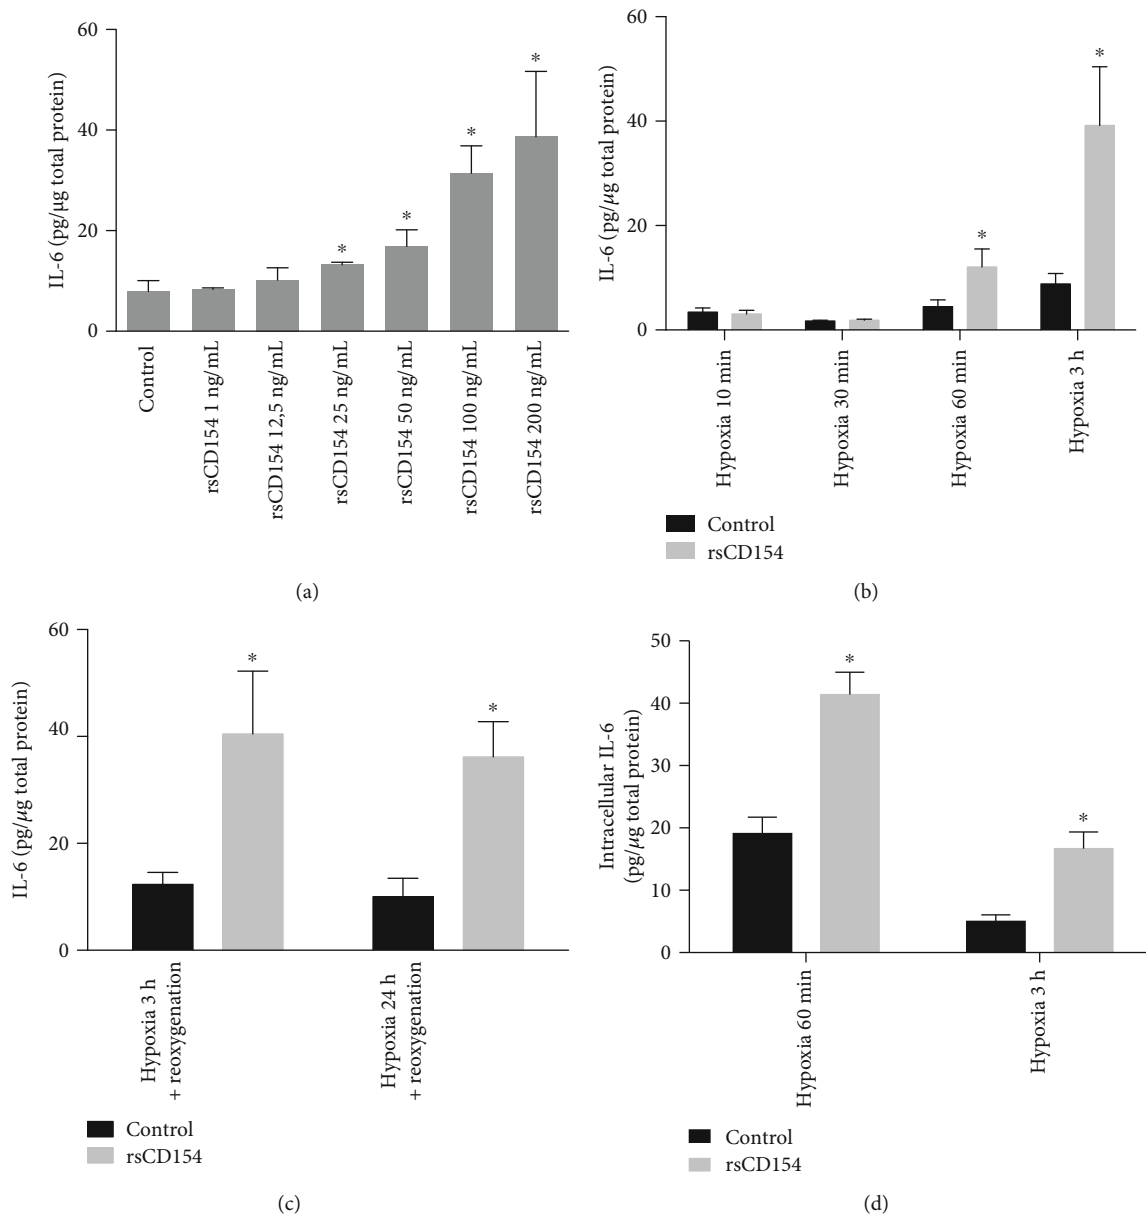 60
40
20
0
IL-6 (pg/μg total protein)
*
*
*
*
Control
rsCD154 1 ng/mL
rsCD154 12,5 ng/mL
rsCD154 25 ng/mL
rsCD154 50 ng/mL
rsCD154 100 ng/mL
rsCD154 200 ng/mL
(a)
60
40
20
0
IL-6 (pg/μg total protein)
*
*
Hypoxia 10 min
Hypoxia 30 min
Hypoxia 60 min
Hypoxia 3 h
Control
rsCD154
(b)
60
40
20
0
IL-6 (pg/μg total protein)
*
*
Hypoxia 3 h
+ reoxygenation
Hypoxia 24 h
+ reoxygenation
Control
rsCD154
(c)
50
40
30
20
10
0
Intracellular IL-6
(pg/μg total protein)
*
*
Hypoxia 60 min
Hypoxia 3 h
Control
rsCD154
(d)